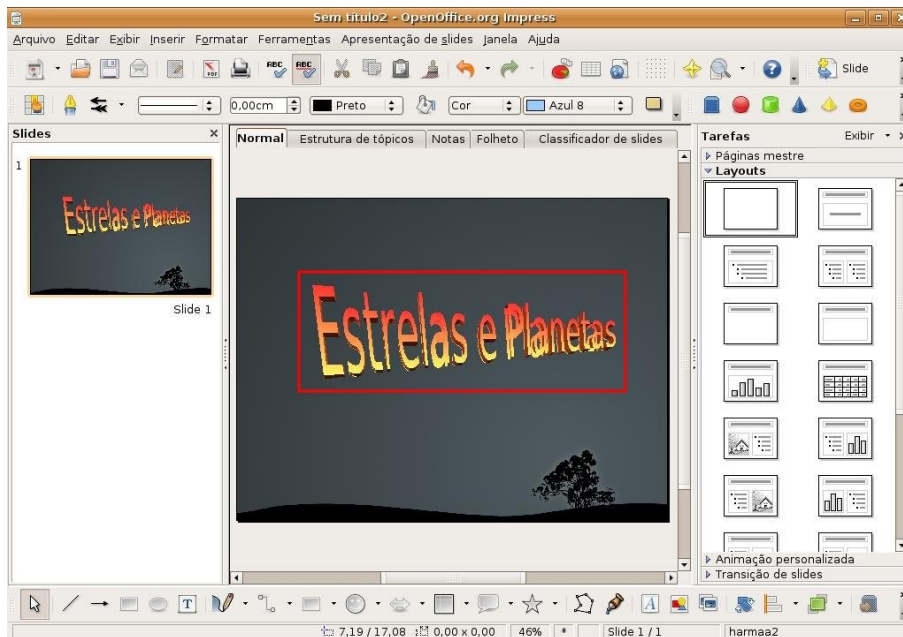 Sem título2 - OpenOffice.org Impress
Arquivo Editar Exibir Inserir Formatar Ferramentas Apresentação de slides Janela Ajuda
ABC ABC Slide
0,00cm Preto Cor Azul 8
Slides
Normal Estrutura de tópicos Notas Folheto Classificador de slides
Tarefas Exibir
1
Estrelas e Planetas
Slide 1
Estrelas e Planetas
Páginas mestre
Layouts
Animação personalizada
Transição de slides
T A
7,19 / 17,08 0,00 x 0,00 46% * Slide 1 / 1 harmaa2